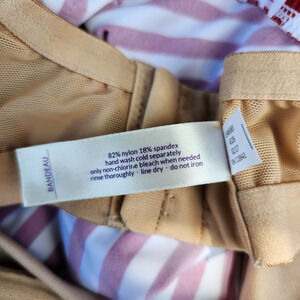 82% nylon 18% spandex
hand wash cold separately
only non-chlorine bleach when needed
rinse thoroughly · line dry · do not iron
BANDEAU